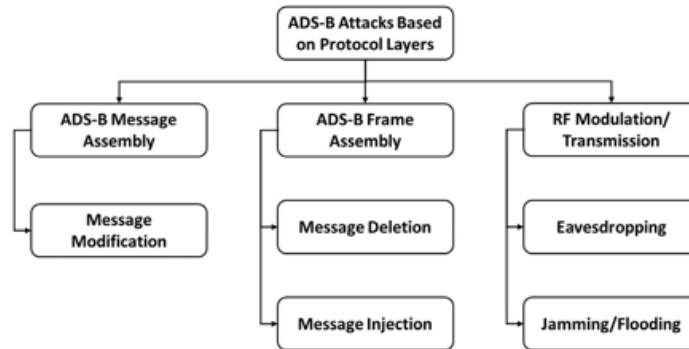 ADS-B Attacks Based
on Protocol Layers
ADS-B Message
Assembly
ADS-B Frame
Assembly
RF Modulation/
Transmission
Message
Modification
Message Deletion
Eavesdropping
Message Injection
Jamming/Flooding